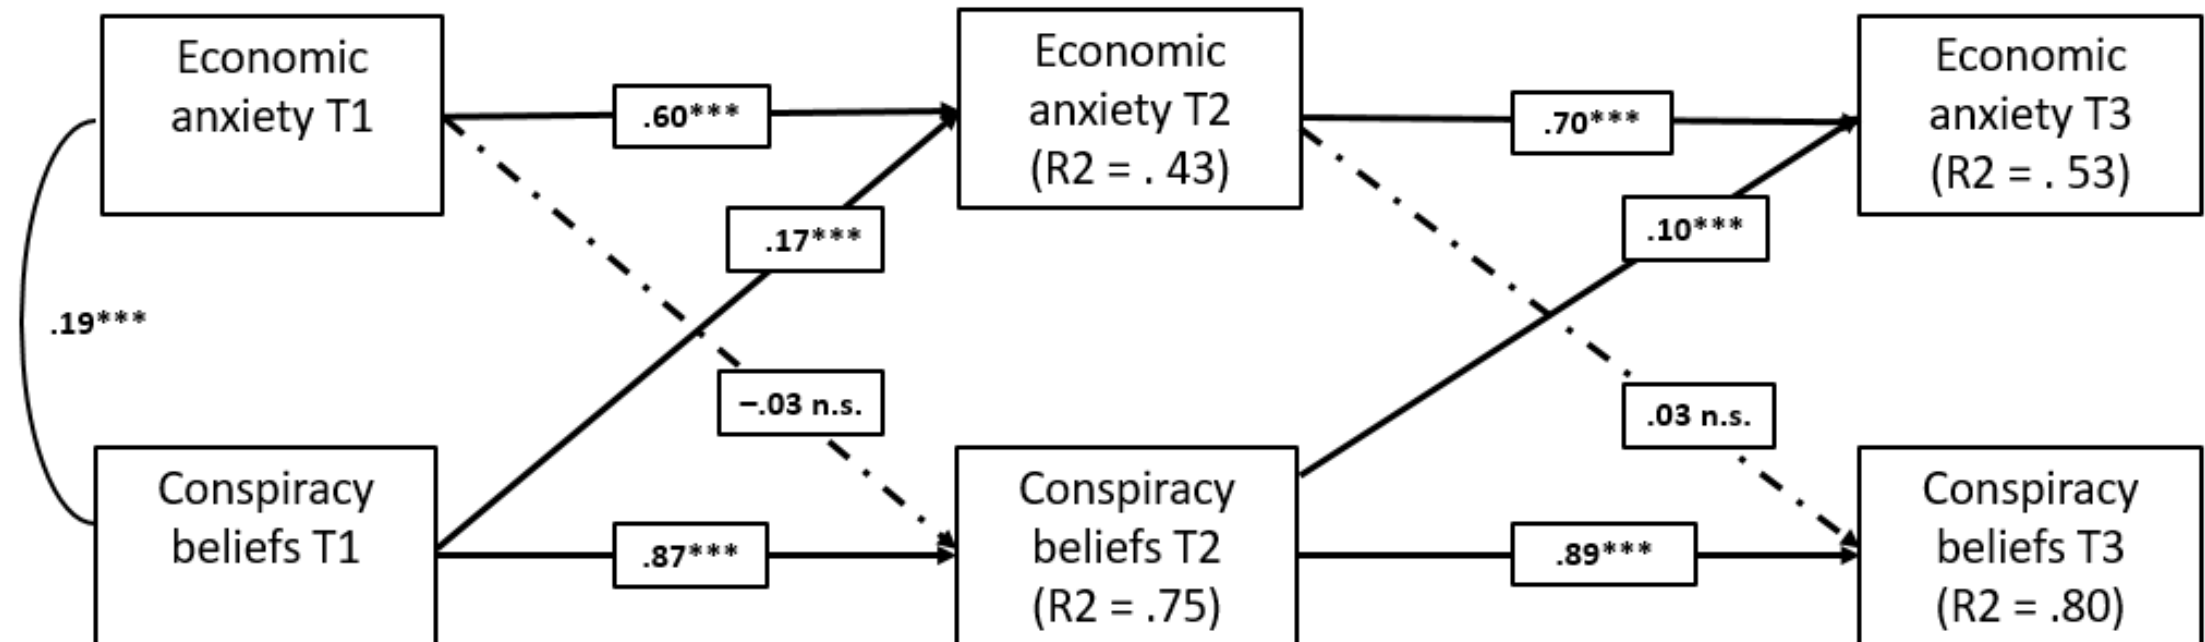 Economic
anxiety T1
.60***
Economic
anxiety T2
(R2 = . 43)
.70***
Economic
anxiety T3
(R2 = . 53)
.17***
.10***
.19***
−.03 n.s.
.03 n.s.
Conspiracy
beliefs T1
.87***
Conspiracy
beliefs T2
(R2 = .75)
.89***
Conspiracy
beliefs T3
(R2 = .80)